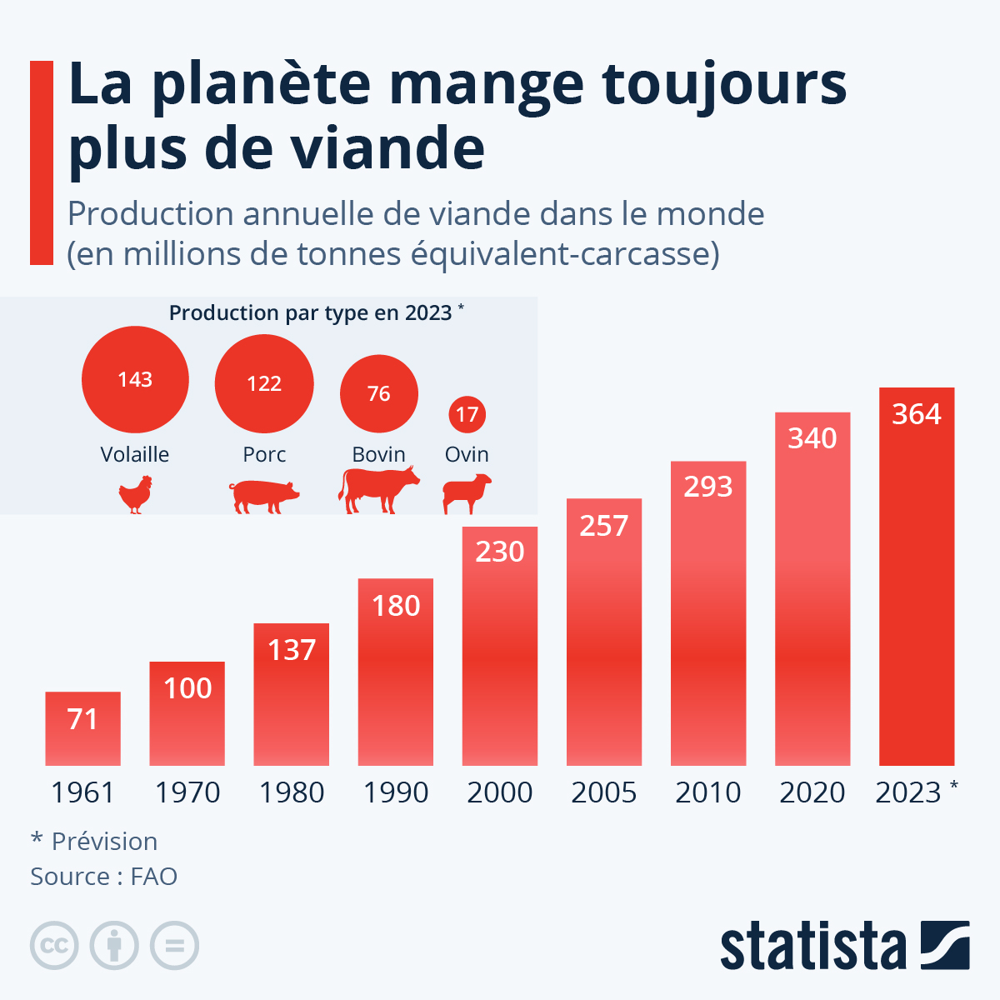 La planète mange toujours
plus de viande
Production annuelle de viande dans le monde
(en millions de tonnes équivalent-carcasse)
Production par type en 2023 *
143 122 76 17
Volaille Porc Bovin Ovin
71 100 137 180 230 257 293 340 364
1961 1970 1980 1990 2000 2005 2010 2020 2023 *
* Prévision
Source : FAO
cc =
statista